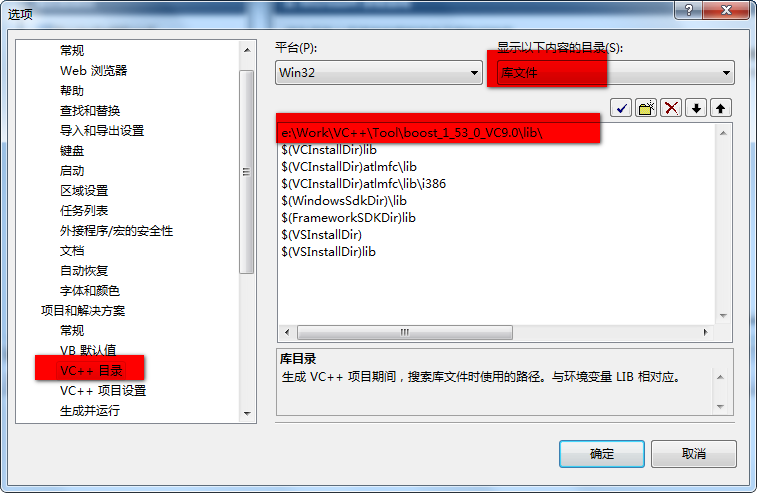 选项
常规
Web 浏览器
帮助
查找和替换
导入和导出设置
键盘
启动
区域设置
任务列表
外接程序/宏的安全性
文档
自动恢复
字体和颜色
项目和解决方案
常规
VB 默认值
VC++ 目录
VC++ 项目设置
生成并运行
平台(P):
Win32
显示以下内容的目录(S):
库文件
e:\Work\VC++\Tool\boost_1_53_0_VC9.0\lib\
$(VCInstallDir)lib
$(VCInstallDir)atlmfc\lib
$(VCInstallDir)atlmfc\lib\i386
$(WindowsSdkDir)\lib
$(FrameworkSDKDir)lib
$(VSInstallDir)
$(VSInstallDir)lib
库目录
生成 VC++ 项目期间，搜索库文件时使用的路径。与环境变量 LIB 相对应。
确定
取消